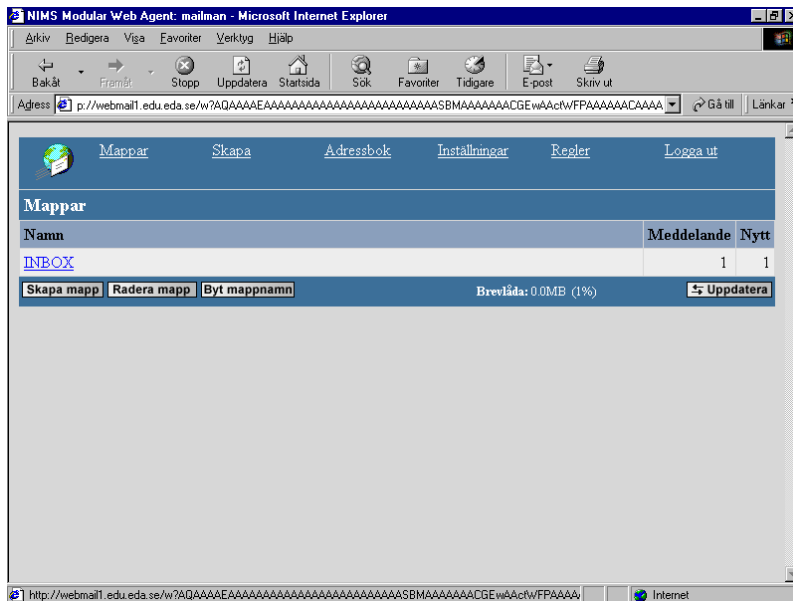 NIMS Modular Web Agent: mailman - Microsoft Internet Explorer
Arkiv Redigera Visa Favoriter Verktyg Hjälp
Bakåt Framåt Stopp Uppdatera Startsida Sök Favoriter Tidigare E-post Skriv ut
Adress p://webmail1.edu.eda.se/w?AQAAAAEAAAAAAAAAAAAAAAAAAAAAAAAAASBMAAAAAAACGEwAActWFPAAAAAACAAAA Gå till Länkar
Mappar Skapa Adressbok Inställningar Regler Logga ut
Mappar
Namn Meddelande Nytt
INBOX 1 1
Skapa mapp Radera mapp Byt mappnamn Brevlåda: 0.0MB (1%) Uppdatera
http://webmail1.edu.eda.se/w?AQAAAAEAAAAAAAAAAAAAAAAAAAAAAAAAASBMAAAAAAACGEwAActWFPAAAA Internet